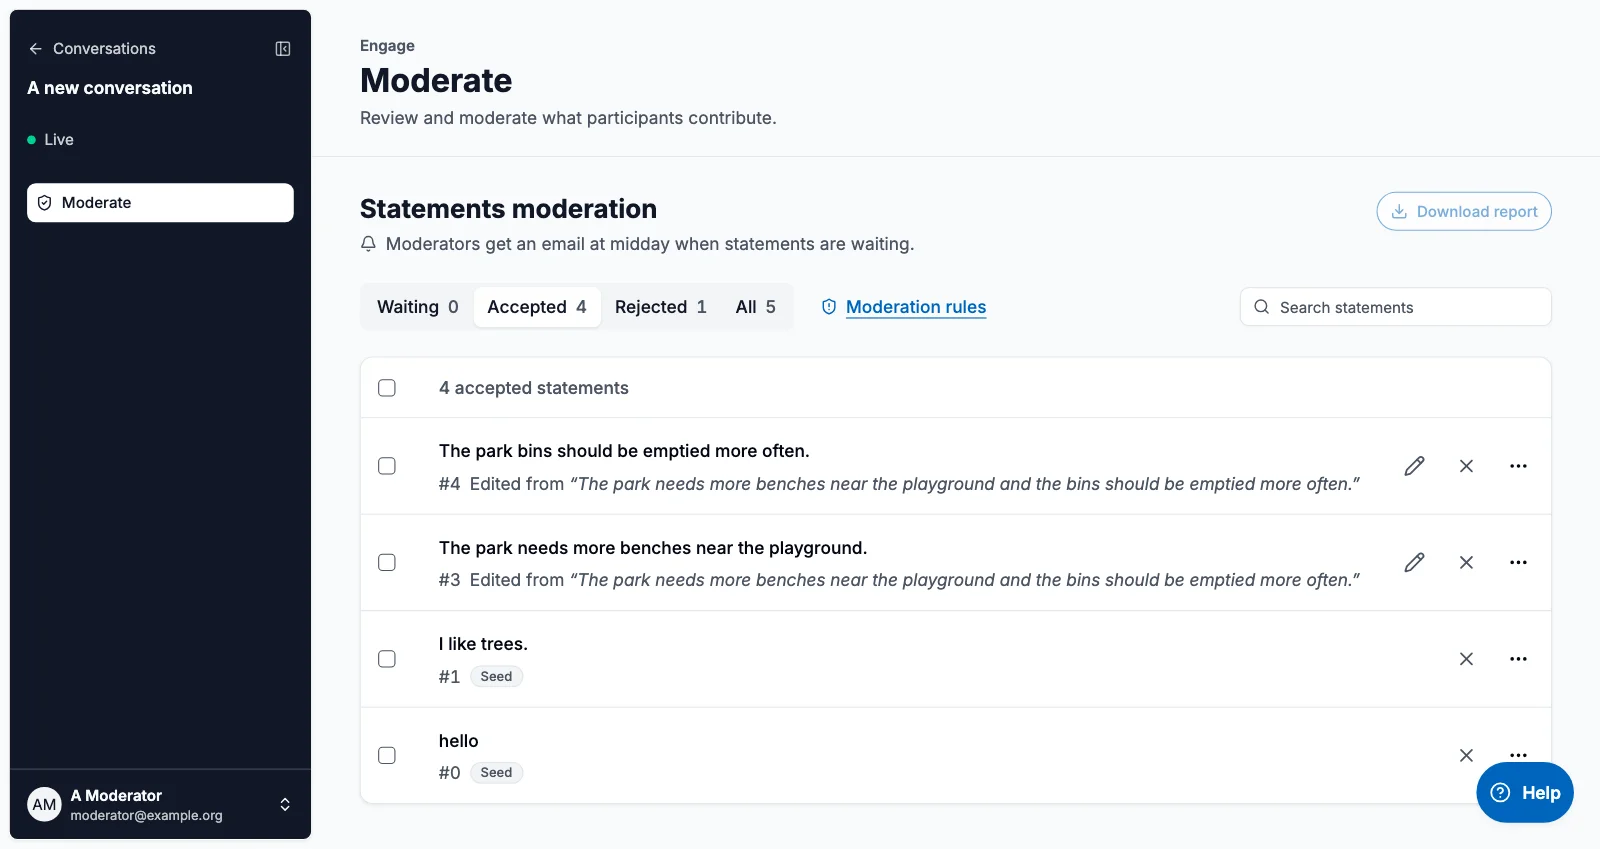 Conversations
A new conversation
Live
Moderate
AM
A Moderator
moderator@example.org
Engage
Moderate
Review and moderate what participants contribute.
Statements moderation
Download report
Moderators get an email at midday when statements are waiting.
Waiting 0 Accepted 4 Rejected 1 All 5 Moderation rules Search statements
4 accepted statements
The park bins should be emptied more often.
#4 Edited from “The park needs more benches near the playground and the bins should be emptied more often.”
The park needs more benches near the playground.
#3 Edited from “The park needs more benches near the playground and the bins should be emptied more often.”
I like trees.
#1 Seed
hello
#0 Seed
Help